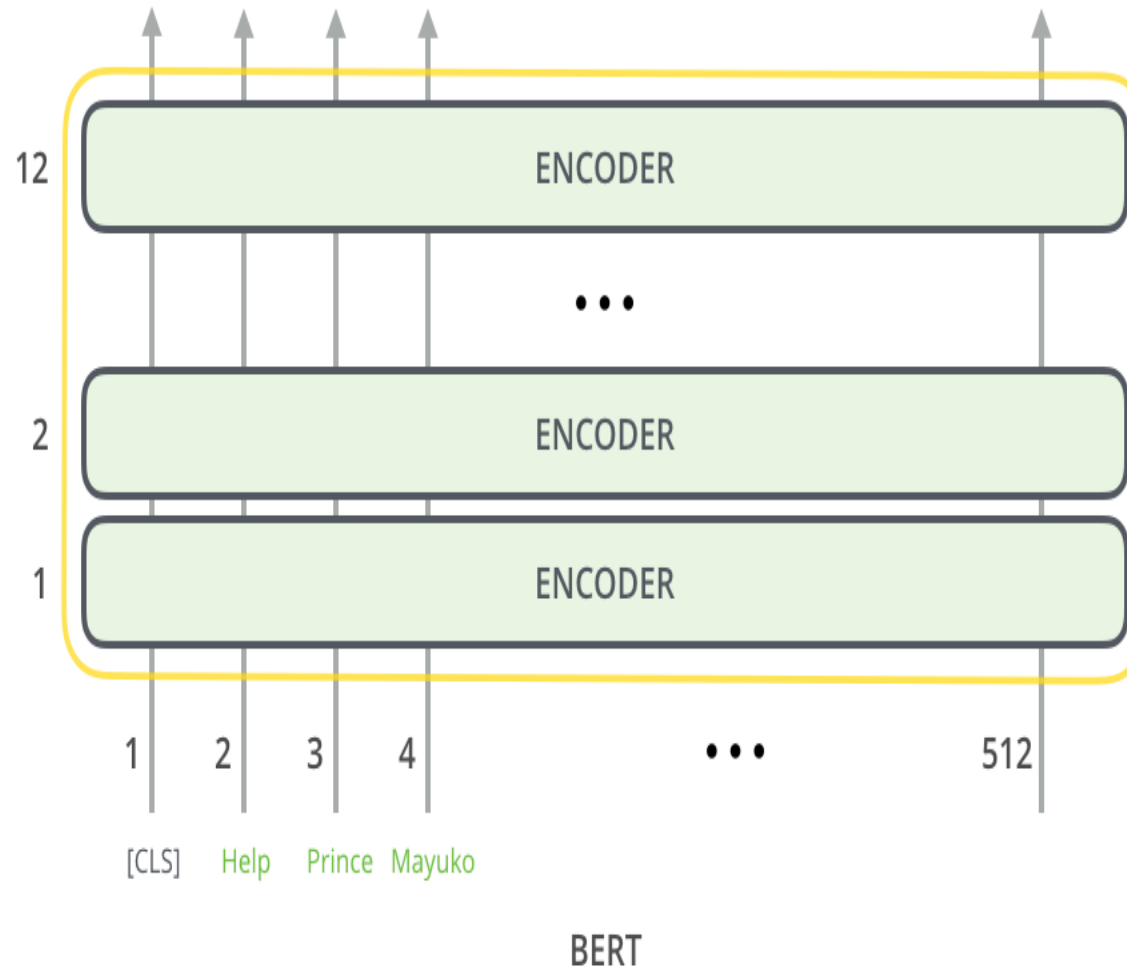 12 ENCODER
•••
2 ENCODER
1 ENCODER
1 2 3 4 ••• 512
[CLS] Help Prince Mayuko
BERT